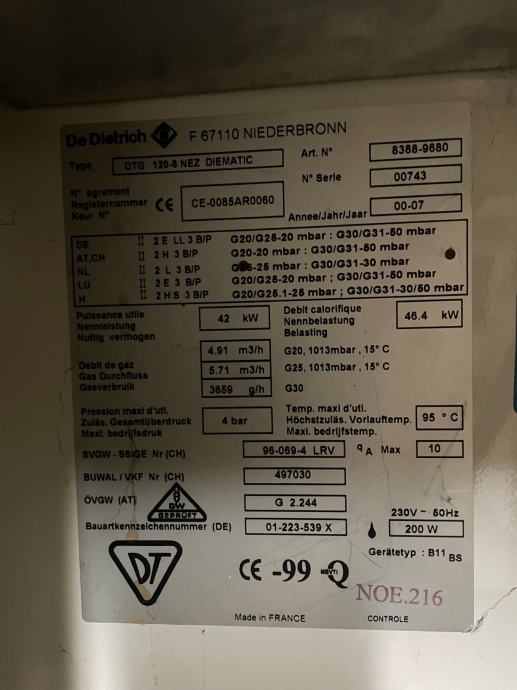 De Dietrich F 67110 NIEDERBRONN
Type DTG 120-8 NEZ DIEMATIC Art. N° 8388-9680
N° Serie 00743
N° agrement
Registernummer
Keur N° CE CE-0085AR0060
Annee/Jahr/Jaar 00-07
DE II 2 E LL 3 B/P G20/G25-20 mbar : G30/G31-50 mbar
AT,CH II 2 H 3 B/P G20-20 mbar : G30/G31-50 mbar
NL II 2 L 3 B/P -25 mbar : G30/G31-30 mbar
LU II 2 E 3 B/P G20/G25-20 mbar ; G30/G31-50 mbar
H II 2 HS 3 B/P G20/G25.1-25 mbar ; G30/G31-30/50 mbar
Puissance utile
Nennleistung
Nuttig vermogen 42 kW
Debit calorifique
Nennbelastung
Belasting 46.4 kW
Debit de gaz
Gas Durchfluss
Gasverbruik
4.91 m3/h G20, 1013mbar , 15° C
5.71 m3/h G25, 1013mbar , 15° C
3659 g/h G30
Pression maxi d'uti.
Zuläs. Gesamtüberdruck
Maxi. bedrijfsdruk 4 bar
Temp. maxi d'uti.
Höchstzuläs. Vorlauftemp.
Maxi. bedrijfstemp. 95 ° C
SVGW - SSIGE Nr (CH) 96-069-4 LRV q A Max 10
BUWAL / VKF Nr (CH) 497030
ÖVGW (AT) G 2.244
GEPRÜFT
230V ~ 50Hz
Bauartkennzeichennummer (DE) 01-223-539 X 200 W
Gerätetyp : B11 BS
DT CE -99 Q
NOE.216
Made in FRANCE CONTROLE